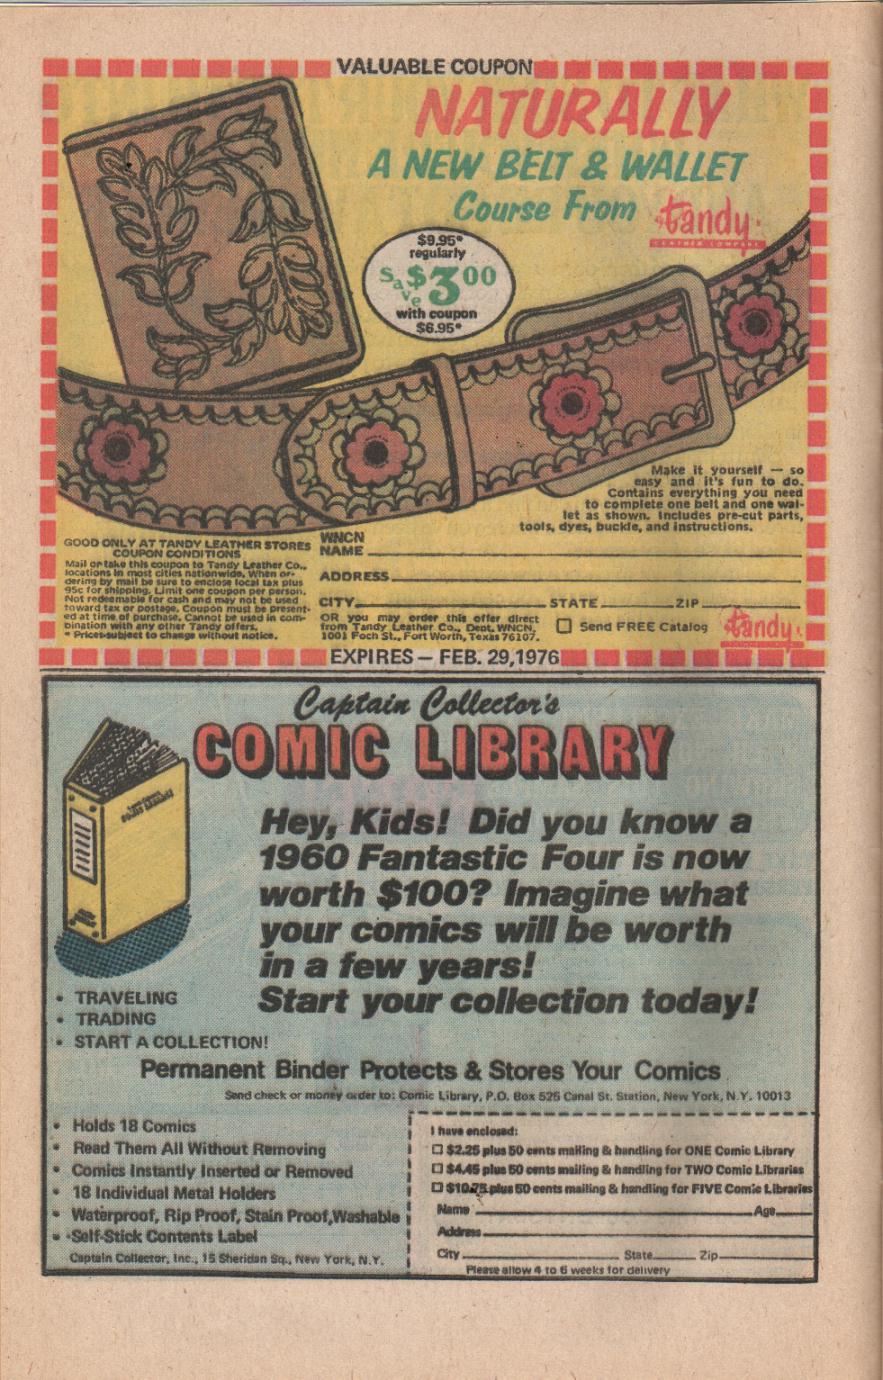 VALUABLE COUPON
NATURALLY
A NEW BELT & WALLET
Course From tandy
LEATHER COMPANY
$9.95*
regularly
Save $3.00
with coupon
$6.95*
Make it yourself — so
easy and it's fun to do.
Contains everything you need
to complete one belt and one wal-
let as shown. Includes pre-cut parts,
tools, dyes, buckle, and instructions.
GOOD ONLY AT TANDY LEATHER STORES
COUPON CONDITIONS
Mail or take this coupon to Tandy Leather Co.,
locations in most cities nationwide. When or-
dering by mail be sure to enclose local tax plus
95c for shipping. Limit one coupon per person.
Not redeemable for cash and may not be used
toward tax or postage. Coupon must be present-
ed at time of purchase. Cannot be used in com-
bination with any other Tandy offers.
* Prices subject to change without notice.
WNCN
NAME
ADDRESS
CITY STATE ZIP
OR you may order this offer direct
from Tandy Leather Co., Dept. WNCN,
1001 Foch St., Fort Worth, Texas 76107.
Send FREE Catalog
tandy
EXPIRES — FEB. 29, 1976
Captain Collector's
COMIC LIBRARY
Hey, Kids! Did you know a
1960 Fantastic Four is now
worth $100? Imagine what
your comics will be worth
in a few years!
Start your collection today!
• TRAVELING
• TRADING
• START A COLLECTION!
Permanent Binder Protects & Stores Your Comics
Send check or money order to: Comic Library, P.O. Box 526 Canal St. Station, New York, N.Y. 10013
• Holds 18 Comics
• Read Them All Without Removing
• Comics Instantly Inserted or Removed
• 18 Individual Metal Holders
• Waterproof, Rip Proof, Stain Proof, Washable
• Self-Stick Contents Label
Captain Collector, Inc., 15 Sheridan Sq., New York, N.Y.
I have enclosed:
$2.25 plus 50 cents mailing & handling for ONE Comic Library
$4.45 plus 50 cents mailing & handling for TWO Comic Libraries
$10.75 plus 50 cents mailing & handling for FIVE Comic Libraries
Name Age
Address
City State Zip
Please allow 4 to 6 weeks for delivery